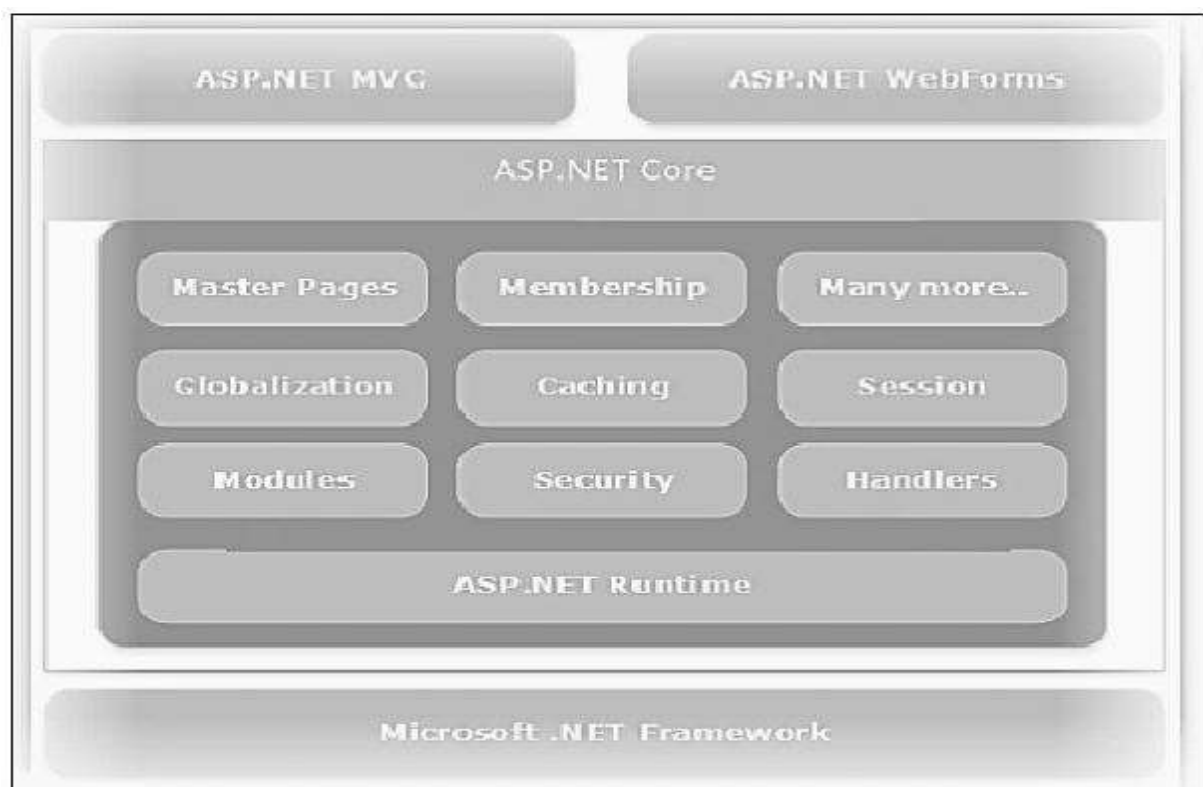 ASP.NET MVC
ASP.NET WebForms
ASP.NET Core
Master Pages
Membership
Many more..
Globalization
Caching
Session
Modules
Security
Handlers
ASP.NET Runtime
Microsoft .NET Framework